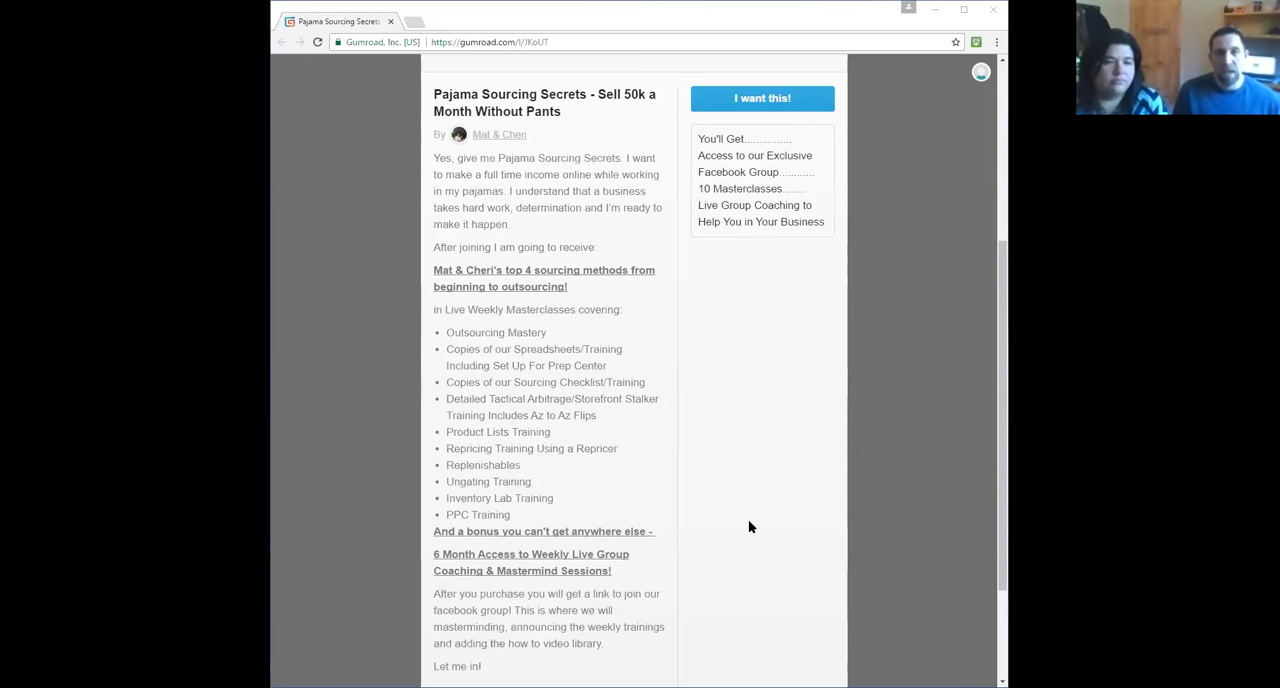 Pajama Sourcing Secrets
Gumroad, Inc. [US] https://gumroad.com/l/JKoUT
Pajama Sourcing Secrets - Sell 50k a
Month Without Pants
By Mat & Cheri
Yes, give me Pajama Sourcing Secrets. I want
to make a full time income online while working
in my pajamas. I understand that a business
takes hard work, determination and I'm ready to
make it happen.
After joining I am going to receive:
Mat & Cheri's top 4 sourcing methods from
beginning to outsourcing!
in Live Weekly Masterclasses covering:
• Outsourcing Mastery
• Copies of our Spreadsheets/Training
Including Set Up For Prep Center
• Copies of our Sourcing Checklist/Training
• Detailed Tactical Arbitrage/Storefront Stalker
Training Includes Az to Az Flips
• Product Lists Training
• Repricing Training Using a Repricer
• Replenishables
• Ungating Training
• Inventory Lab Training
• PPC Training
And a bonus you can't get anywhere else -
6 Month Access to Weekly Live Group
Coaching & Mastermind Sessions!
After you purchase you will get a link to join our
facebook group! This is where we will
masterminding, announcing the weekly trainings
and adding the how to video library.
Let me in!
I want this!
You'll Get...............
Access to our Exclusive
Facebook Group............
10 Masterclasses........
Live Group Coaching to
Help You in Your Business